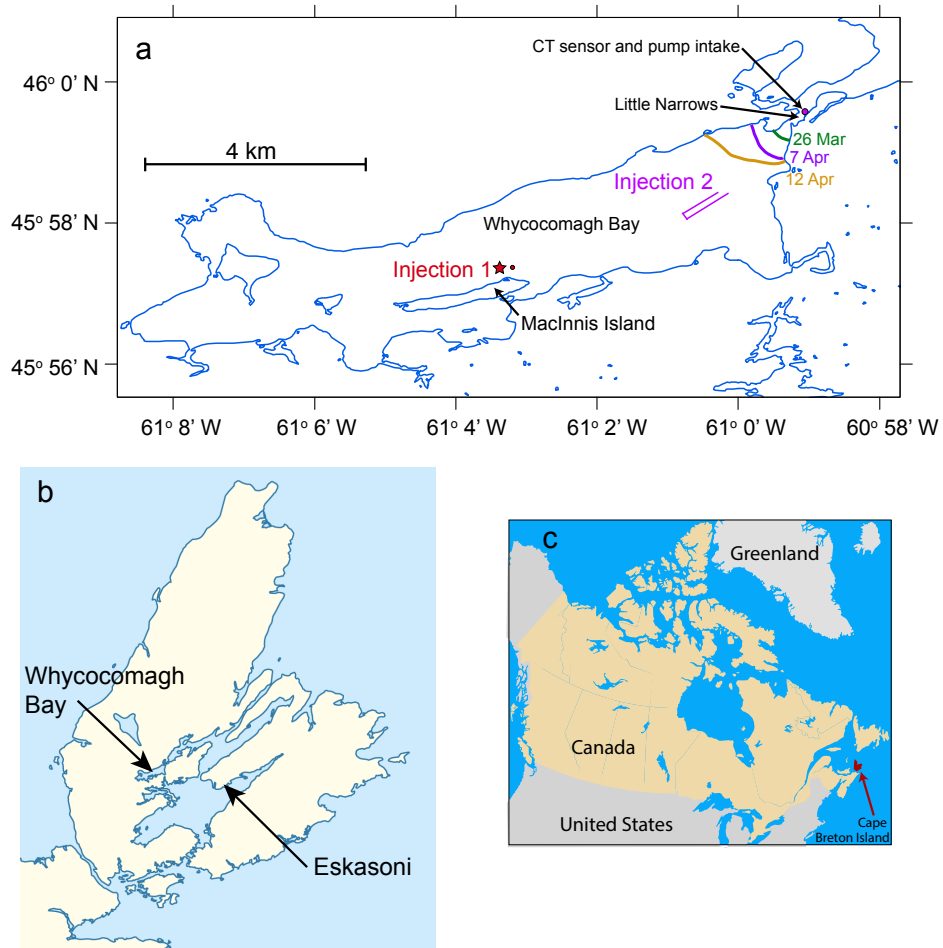 a
CT sensor and pump intake
46° 0' N
Little Narrows
26 Mar
4 km
7 Apr
12 Apr
Injection 2
45° 58' N
Whycocomagh Bay
Injection 1
MacInnis Island
45° 56' N
61° 8' W
61° 6' W
61° 4' W
61° 2' W
61° 0' W
60° 58' W
b
Whycocomagh
Bay
Eskasoni
c
Greenland
Canada
United States
Cape
Breton Island